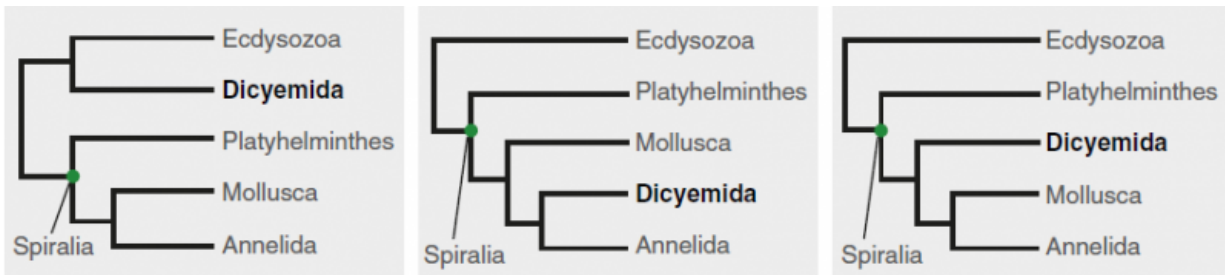 Ecdysozoa
Dicyemida
Platyhelminthes
Mollusca
Annelida
Spiralia
Ecdysozoa
Platyhelminthes
Mollusca
Dicyemida
Annelida
Spiralia
Ecdysozoa
Platyhelminthes
Dicyemida
Mollusca
Annelida
Spiralia